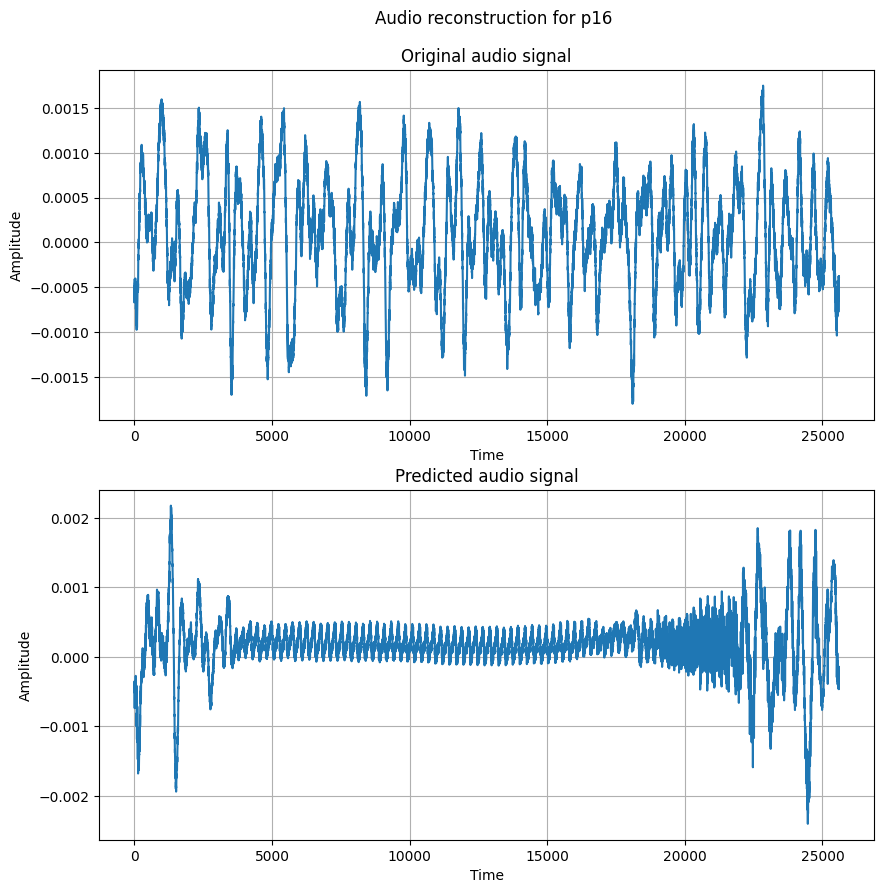 Audio reconstruction for p16
Original audio signal
0.0015
0.0010
0.0005
0.0000
−0.0005
−0.0010
−0.0015
Amplitude
0 5000 10000 15000 20000 25000
Time
Predicted audio signal
0.002
0.001
0.000
−0.001
−0.002
Amplitude
0 5000 10000 15000 20000 25000
Time